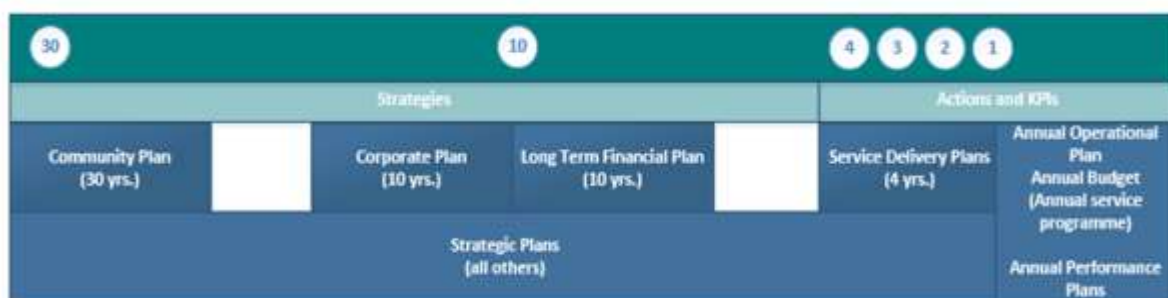 30 10 4 3 2 1
Strategies Actions and KPIs
Community Plan
(30 yrs.)
Corporate Plan
(10 yrs.)
Long Term Financial Plan
(10 yrs.)
Service Delivery Plans
(4 yrs.)
Annual Operational
Plan
Annual Budget
(Annual service
programme)
Strategic Plans
(all others)
Annual Performance
Plans